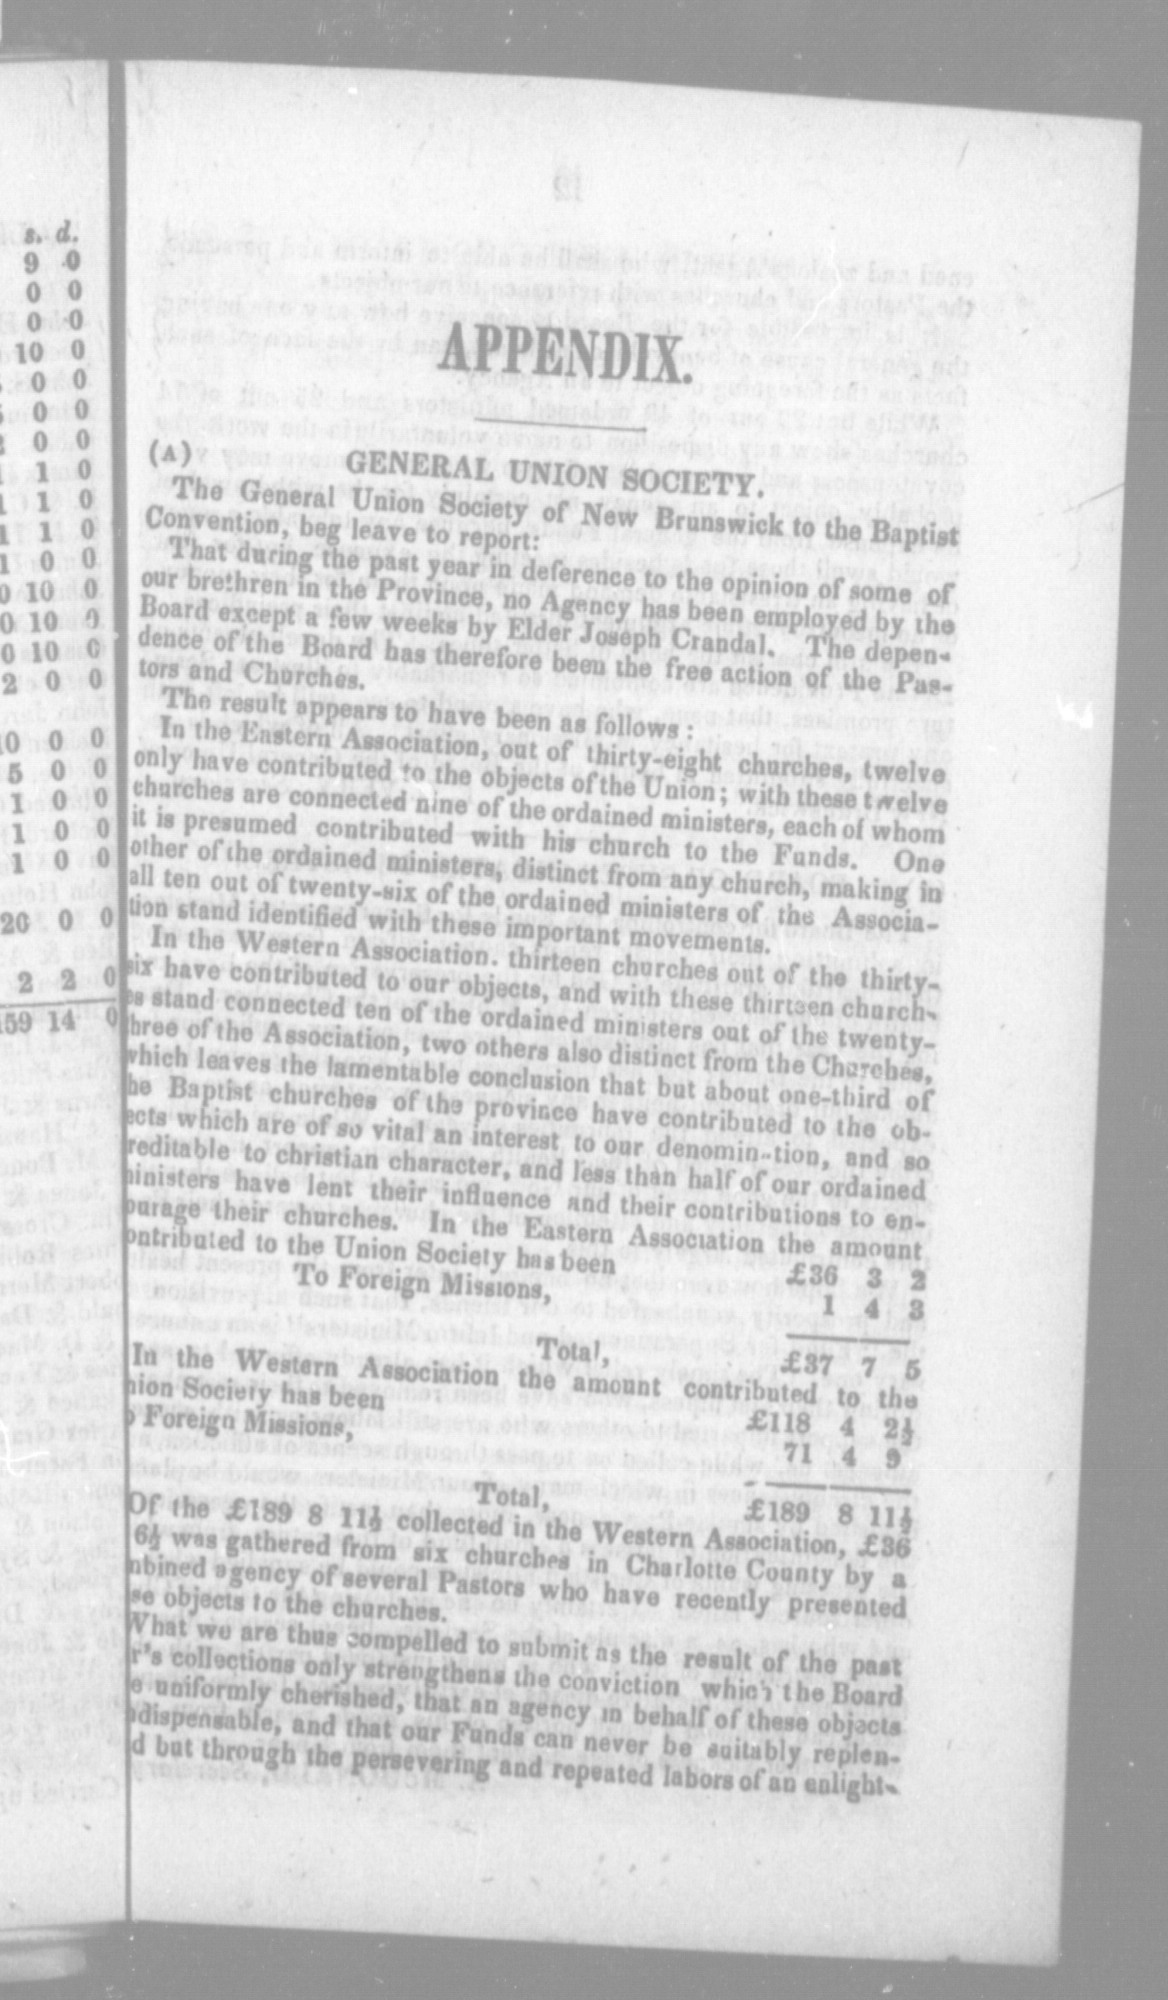 s. d.
9 0
0 0
0 0
10 0
0 0
0 0
0 0
1 0
1 0
1 0
1 0 0
0 10 0
0 10 0
0 10 0
2 0 0
10 0 0
5 0 0
1 0 0
1 0 0
1 0 0
20 0 0
2 2 0
159 14 0
APPENDIX.
(A) GENERAL UNION SOCIETY.
The General Union Society of New Brunswick to the Baptist
Convention, beg leave to report:
That during the past year in deference to the opinion of some of
our brethren in the Province, no Agency has been employed by the
Board except a few weeks by Elder Joseph Crandal. The depen-
dence of the Board has therefore been the free action of the Pas-
tors and Churches.
The result appears to have been as follows:
In the Eastern Association, out of thirty-eight churches, twelve
only have contributed to the objects of the Union; with these twelve
churches are connected nine of the ordained ministers, each of whom
it is presumed contributed with his church to the Funds. One
other of the ordained ministers, distinct from any church, making in
all ten out of twenty-six of the ordained ministers of the Associa-
tion stand identified with these important movements.
In the Western Association. thirteen churches out of the thirty-
six have contributed to our objects, and with these thirteen church-
es stand connected ten of the ordained ministers out of the twenty-
hree of the Association, two others also distinct from the Churches,
which leaves the lamentable conclusion that but about one-third of
he Baptist churches of the province have contributed to the ob-
ects which are of so vital an interest to our denomin-tion, and so
reditable to christian character, and less than half of our ordained
inisters have lent their influence and their contributions to en-
ourage their churches. In the Eastern Association the amount
ontributed to the Union Society has been £36 3 2
To Foreign Missions, 1 4 3
Total, £37 7 5
In the Western Association the amount contributed to the
nion Society has been £118 4 2½
o Foreign Missions, 71 4 9
Total, £189 8 11½
Of the £189 8 11½ collected in the Western Association, £36
6½ was gathered from six churches in Charlotte County by a
mbined agency of several Pastors who have recently presented
se objects to the churches.
What we are thus compelled to submit as the result of the past
r's collections only strengthens the conviction which the Board
e uniformly cherished, that an agency in behalf of these objects
ndispensable, and that our Funds can never be suitably replen-
d but through the persevering and repeated labors of an enlight-